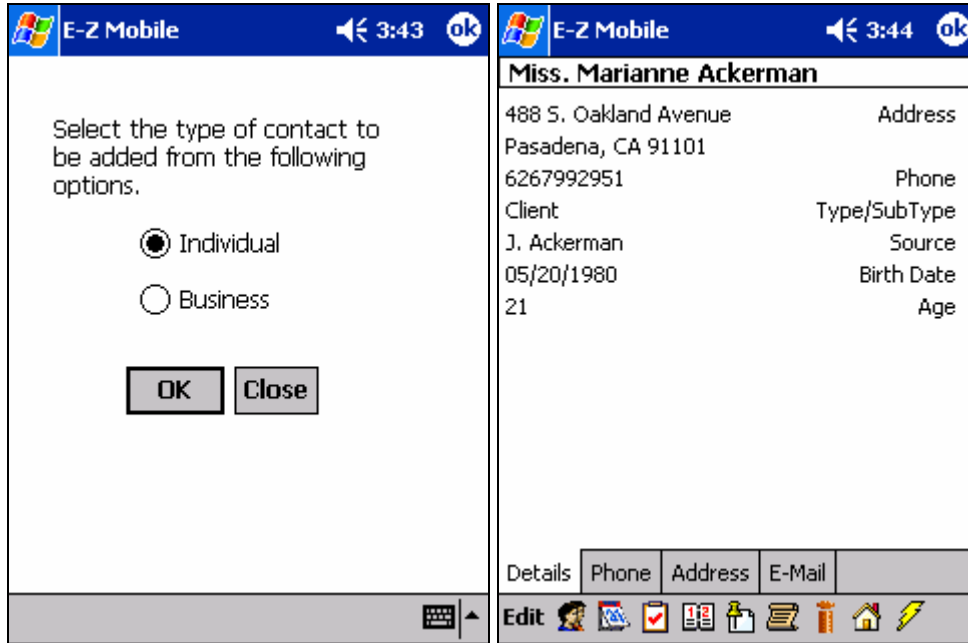 E-Z Mobile 3:43 ok
Select the type of contact to
be added from the following
options.
Individual
Business
OK Close
E-Z Mobile 3:44 ok
Miss. Marianne Ackerman
488 S. Oakland Avenue Address
Pasadena, CA 91101
6267992951 Phone
Client Type/SubType
J. Ackerman Source
05/20/1980 Birth Date
21 Age
Details Phone Address E-Mail
Edit